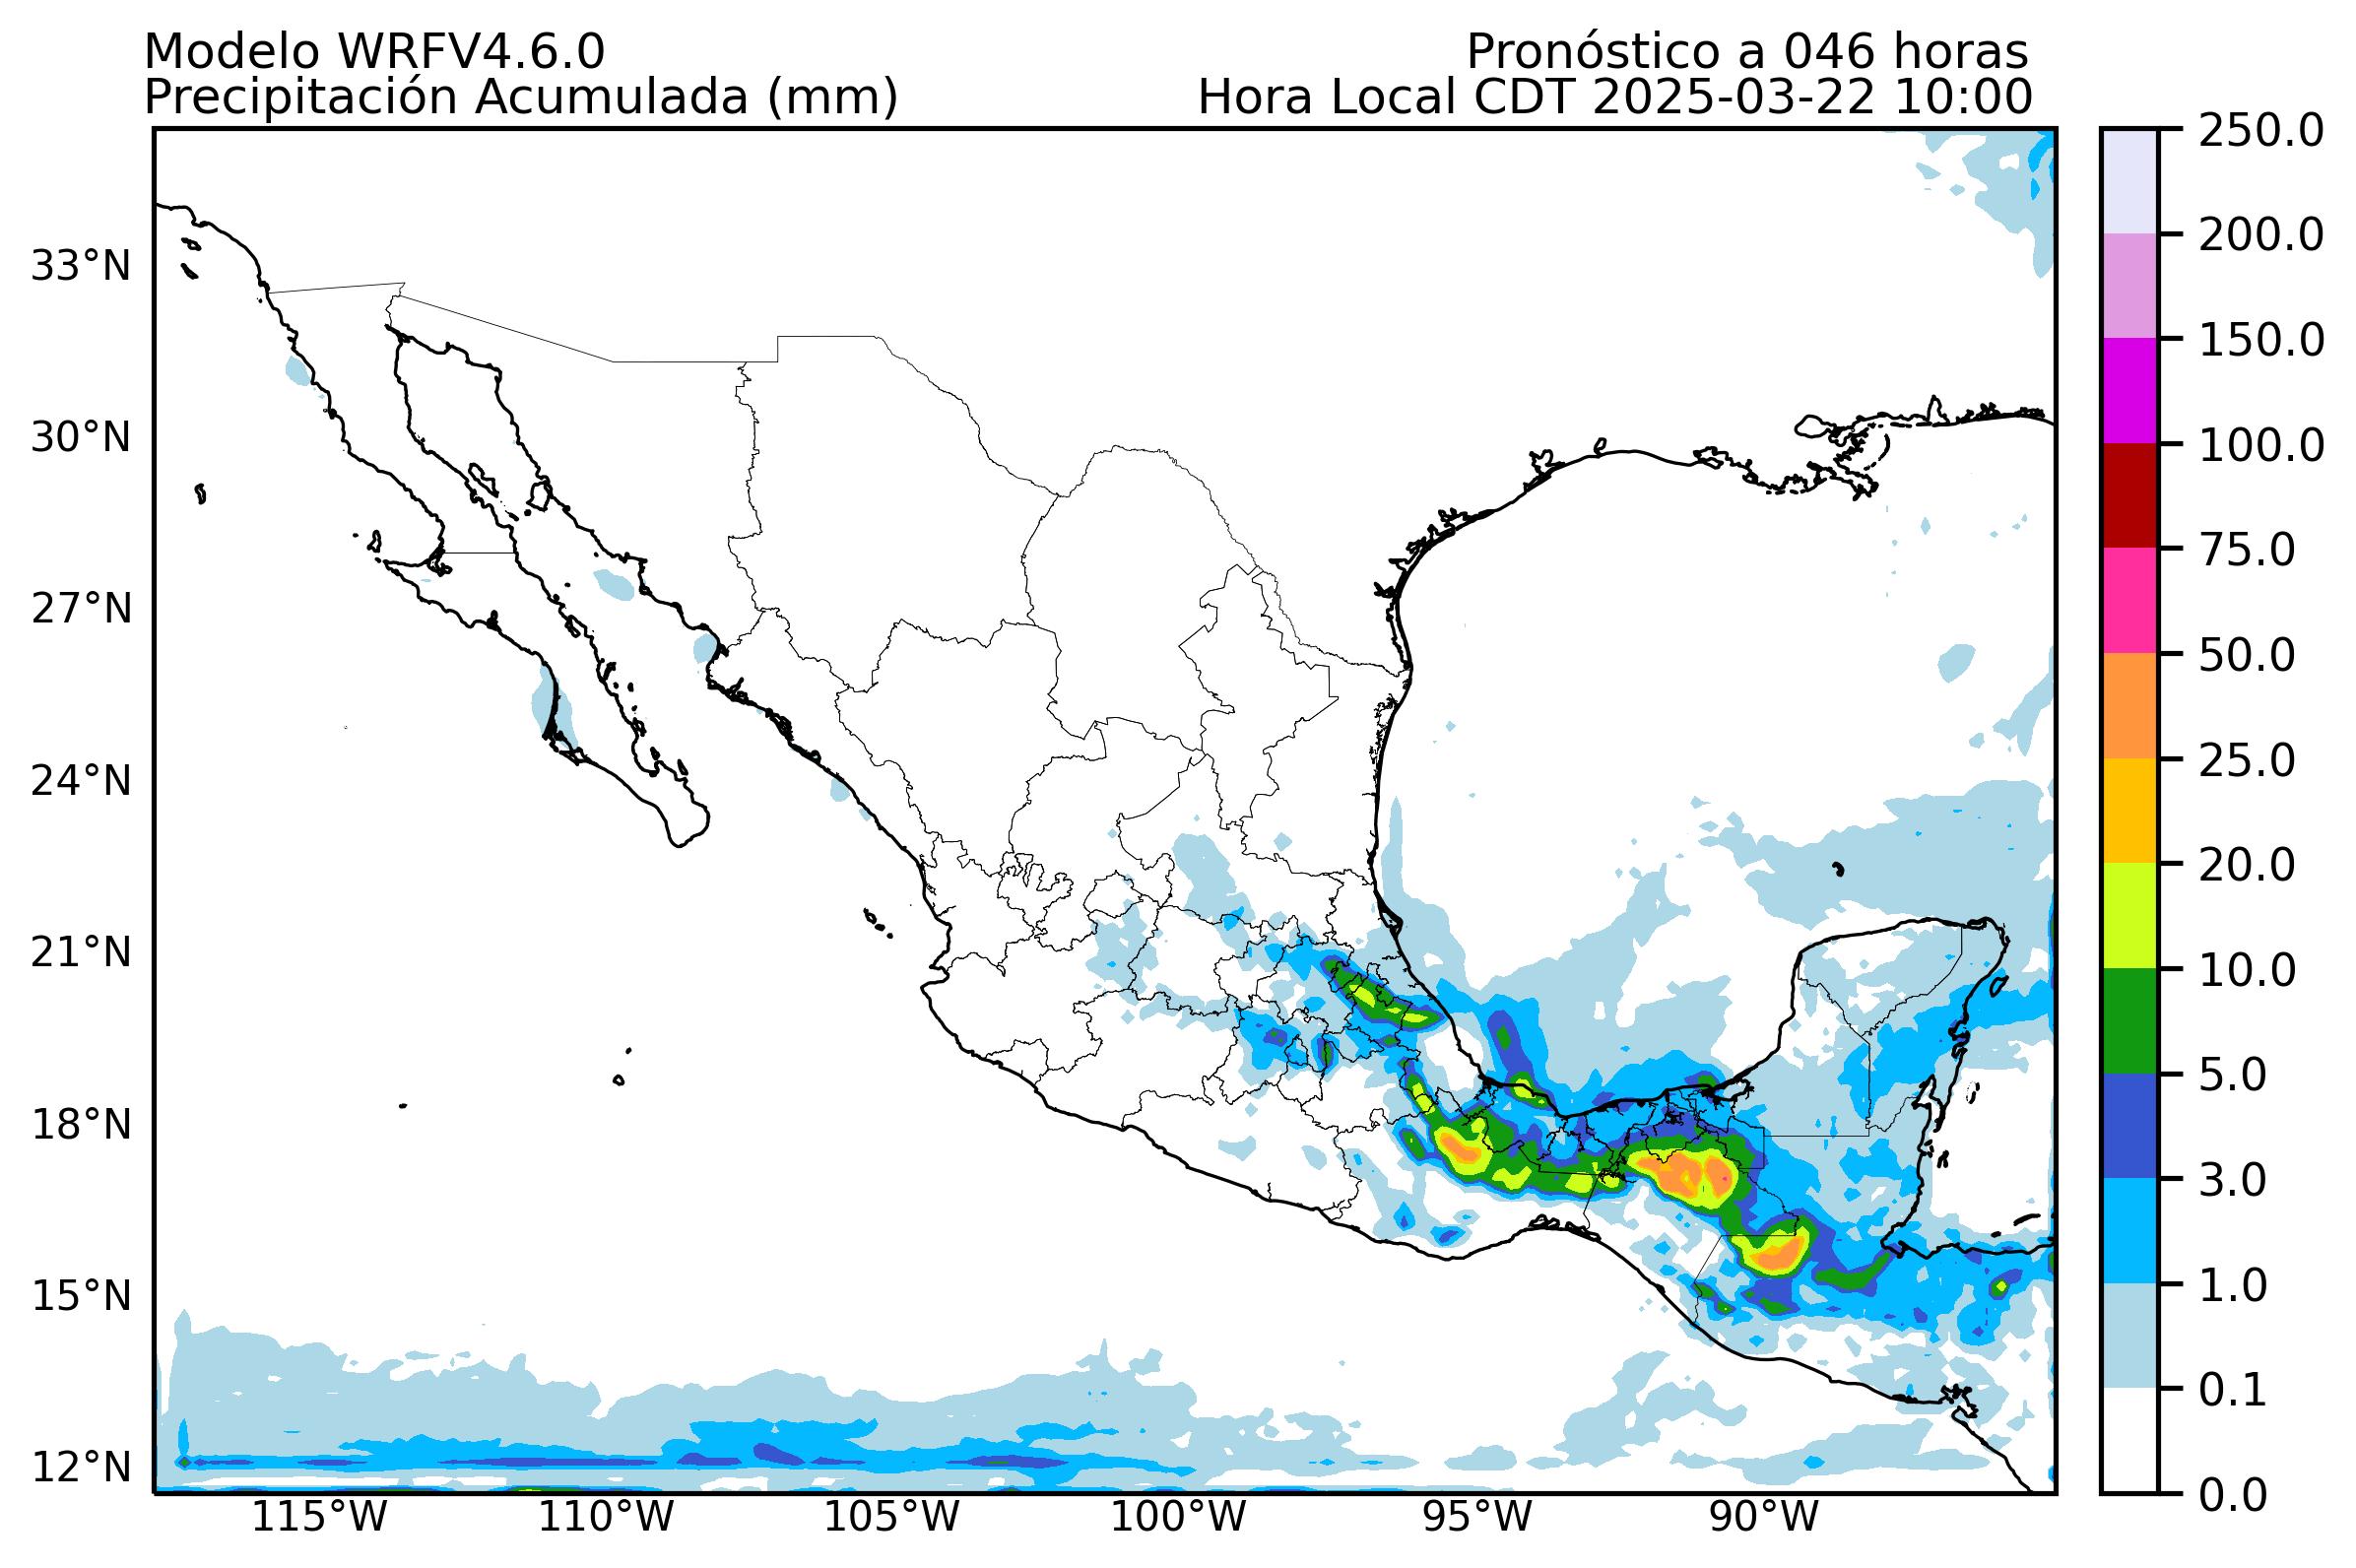 Modelo WRFV4.6.0
Pronóstico a 046 horas
Precipitación Acumulada (mm)
Hora Local CDT 2025-03-22 10:00
33°N
30°N
27°N
24°N
21°N
18°N
15°N
12°N
115°W
110°W
105°W
100°W
95°W
90°W
250.0
200.0
150.0
100.0
75.0
50.0
25.0
20.0
10.0
5.0
3.0
1.0
0.1
0.0